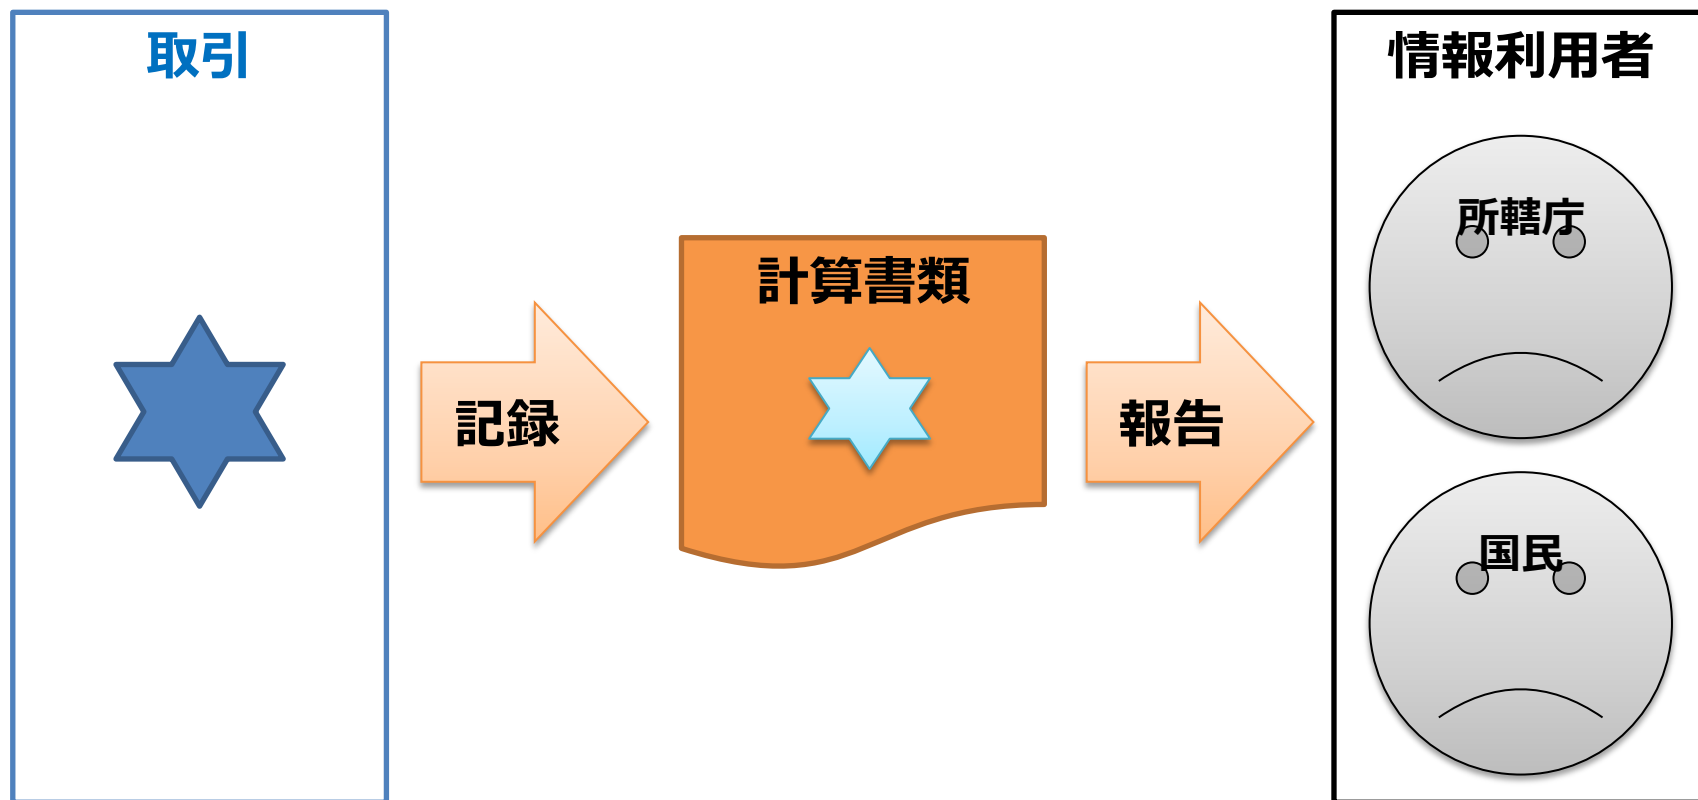 取引
記録
計算書類
報告
情報利用者
所轄庁
国民